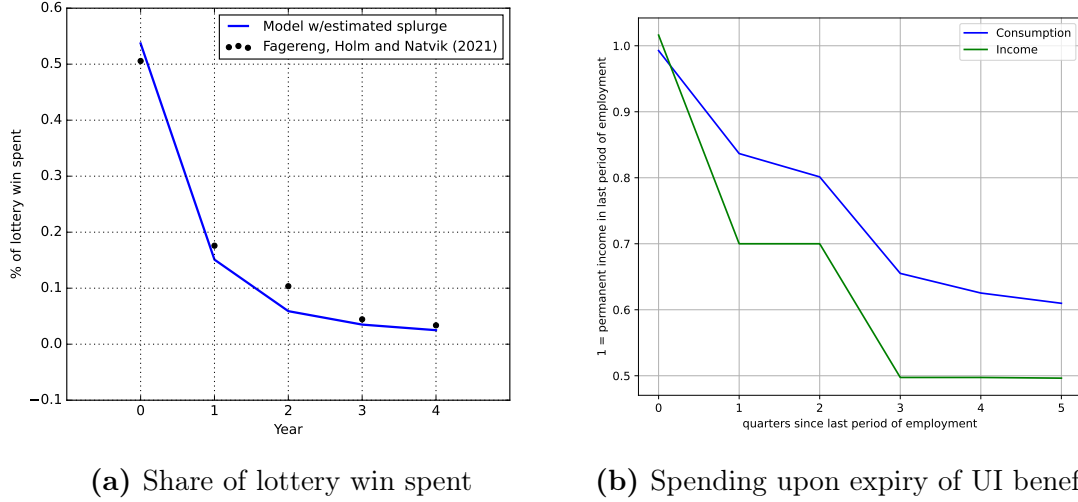 0.6
0.5
0.4
0.3
0.2
0.1
0.0
−0.1
% of lottery win spent
0 1 2 3 4
Year
Model w/estimated splurge
Fagereng, Holm and Natvik (2021)
(a) Share of lottery win spent
1.0
0.9
0.8
0.7
0.6
0.5
1 = permanent income in last period of employment
0 1 2 3 4 5
quarters since last period of employment
Consumption
Income
(b) Spending upon expiry of UI benef